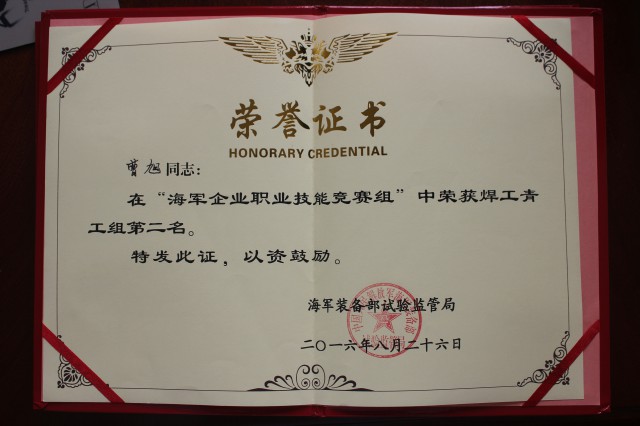 荣誉证书
HONORARY CREDENTIAL
曹旭同志：
在“海军企业职业技能竞赛组”中荣获焊工青
工组第二名。
特发此证，以资鼓励。
海军装备部试验监管局
二〇一六年八月二十六日